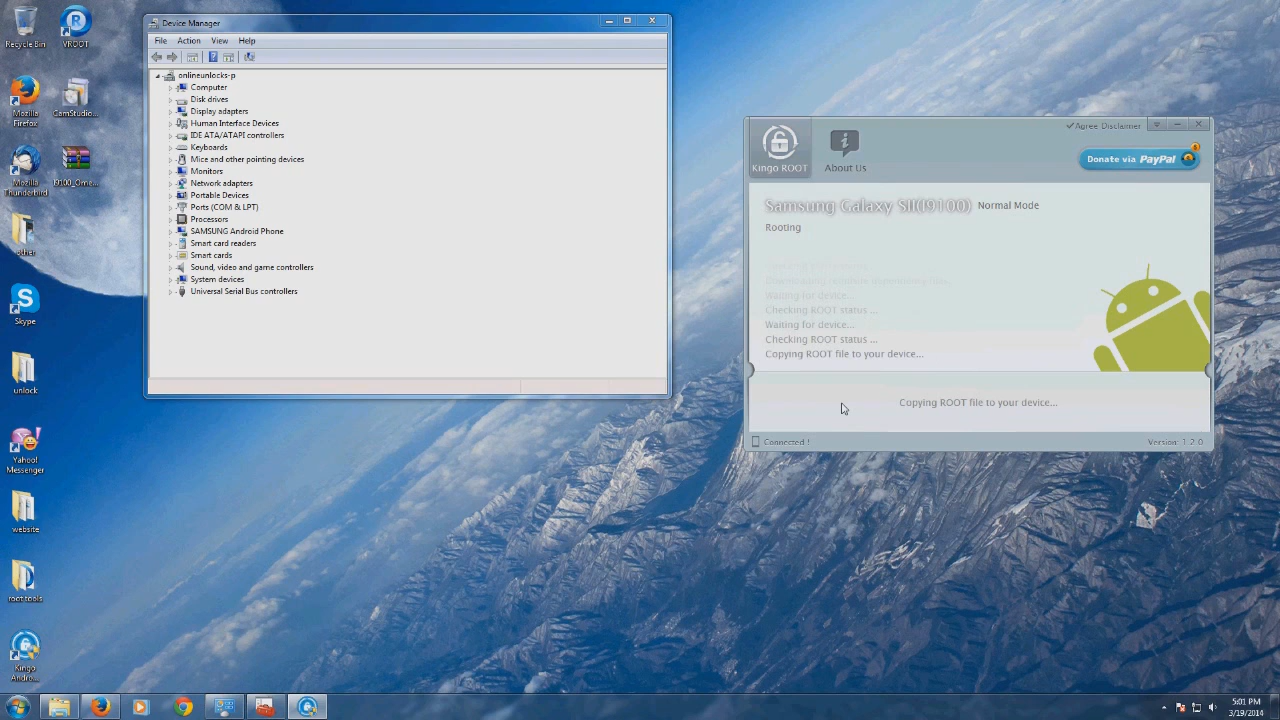 Recycle Bin
VROOT
Mozilla
Firefox
CamStudio...
Mozilla
Thunderbird
I9100_Ome...
other
Skype
unlock
Yahoo!
Messenger
website
root tools
Kingo
Andro...
Device Manager
File Action View Help
onlineunlocks-p
Computer
Disk drives
Display adapters
Human Interface Devices
IDE ATA/ATAPI controllers
Keyboards
Mice and other pointing devices
Monitors
Network adapters
Portable Devices
Ports (COM & LPT)
Processors
SAMSUNG Android Phone
Smart card readers
Smart cards
Sound, video and game controllers
System devices
Universal Serial Bus controllers
Agree Disclaimer
Kingo ROOT
About Us
Donate via PayPal
Samsung Galaxy SII(I9100) Normal Mode
Rooting
Waiting for device...
Checking ROOT status ...
Waiting for device...
Checking ROOT status ...
Copying ROOT file to your device...
Copying ROOT file to your device...
Connected !
Version: 1.2.0
5:01 PM
3/19/2014